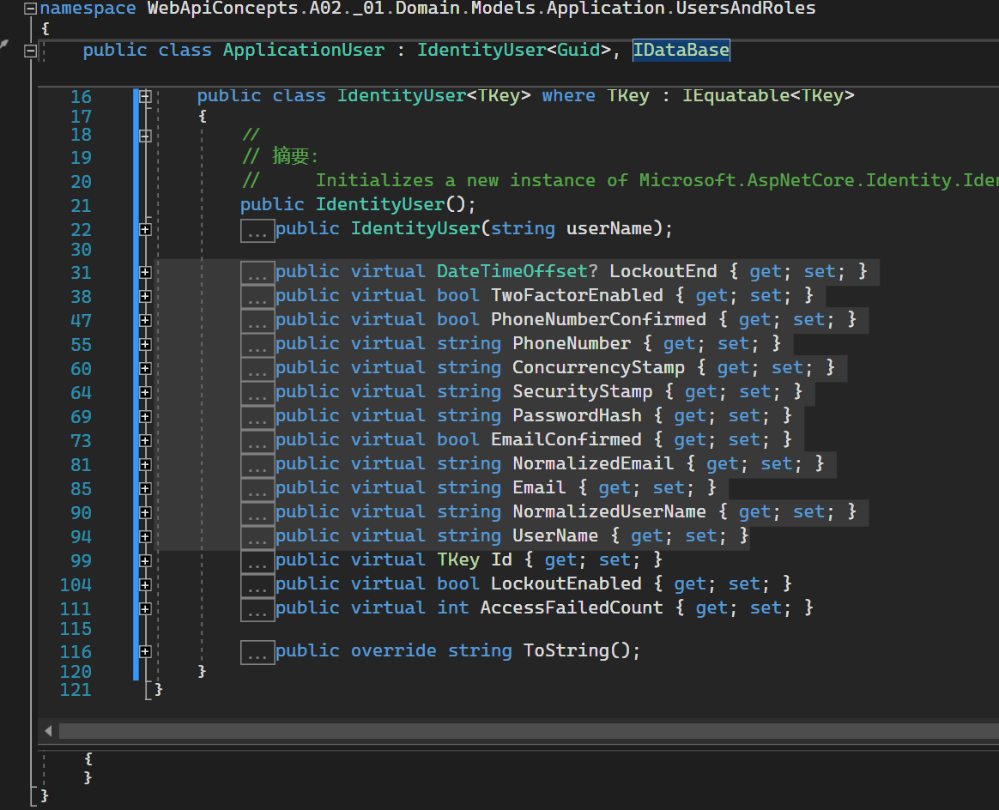 namespace WebApiConcepts.A02._01.Domain.Models.Application.UsersAndRoles
{
public class ApplicationUser : IdentityUser<Guid>, IDataBase
16 public class IdentityUser<TKey> where TKey : IEquatable<TKey>
17 {
18 //
19 // 摘要:
20 //     Initializes a new instance of Microsoft.AspNetCore.Identity.Iden
21 public IdentityUser();
22 ...public IdentityUser(string userName);
30
31 ...public virtual DateTimeOffset? LockoutEnd { get; set; }
38 ...public virtual bool TwoFactorEnabled { get; set; }
47 ...public virtual bool PhoneNumberConfirmed { get; set; }
55 ...public virtual string PhoneNumber { get; set; }
60 ...public virtual string ConcurrencyStamp { get; set; }
64 ...public virtual string SecurityStamp { get; set; }
69 ...public virtual string PasswordHash { get; set; }
73 ...public virtual bool EmailConfirmed { get; set; }
81 ...public virtual string NormalizedEmail { get; set; }
85 ...public virtual string Email { get; set; }
90 ...public virtual string NormalizedUserName { get; set; }
94 ...public virtual string UserName { get; set; }
99 ...public virtual TKey Id { get; set; }
104 ...public virtual bool LockoutEnabled { get; set; }
111 ...public virtual int AccessFailedCount { get; set; }
115
116 ...public override string ToString();
120 }
121 }
{
}
}